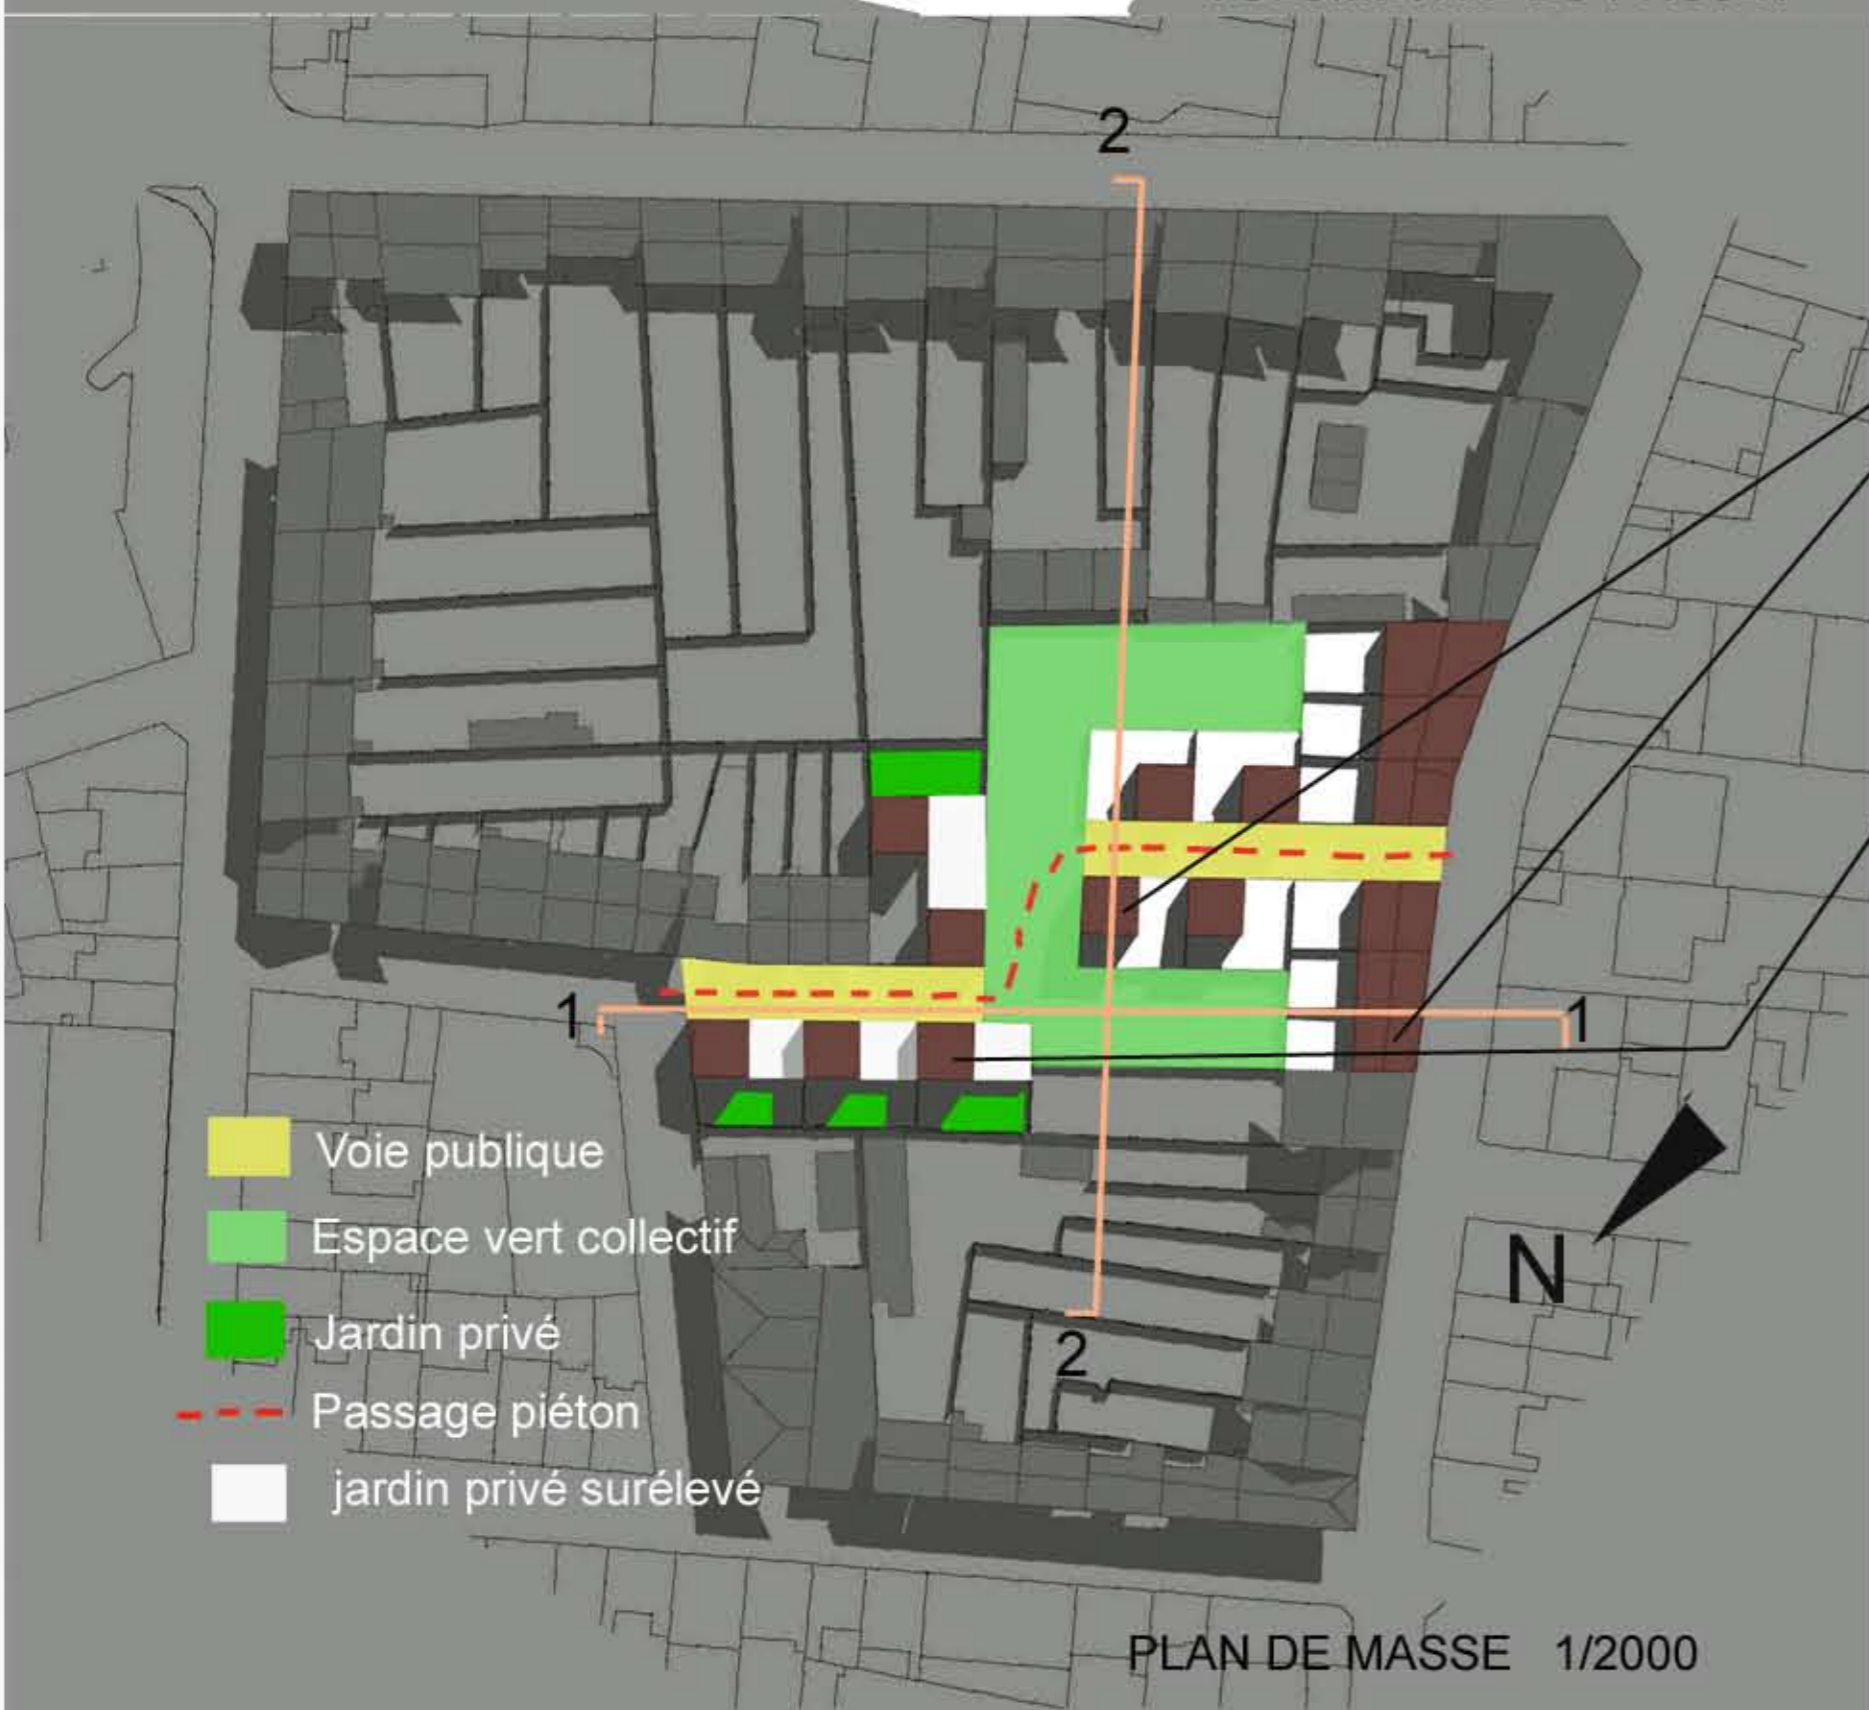 2
1
1
Voie publique
Espace vert collectif
Jardin privé
N
2
Passage piéton
jardin privé surélevé
PLAN DE MASSE 1/2000